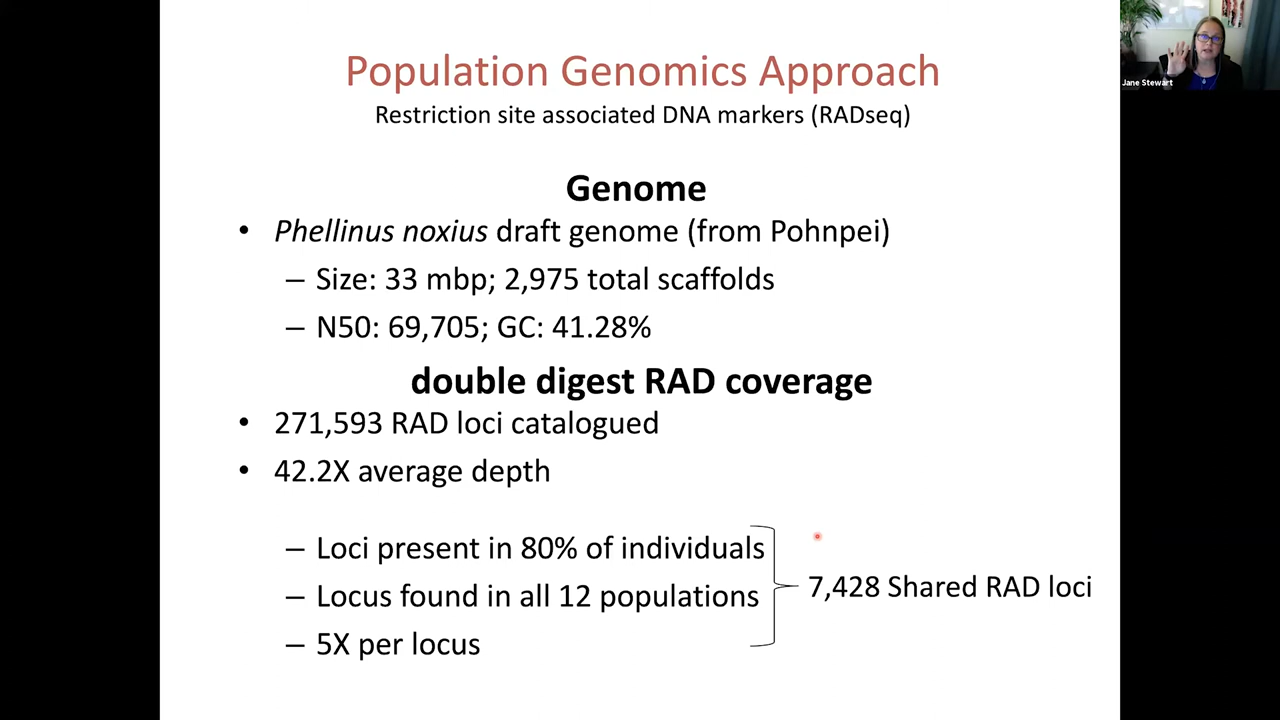 Population Genomics Approach
Restriction site associated DNA markers (RADseq)
Jane Stewart
Genome
• Phellinus noxius draft genome (from Pohnpei)
– Size: 33 mbp; 2,975 total scaffolds
– N50: 69,705; GC: 41.28%
double digest RAD coverage
• 271,593 RAD loci catalogued
• 42.2X average depth
– Loci present in 80% of individuals
– Locus found in all 12 populations
– 5X per locus
7,428 Shared RAD loci